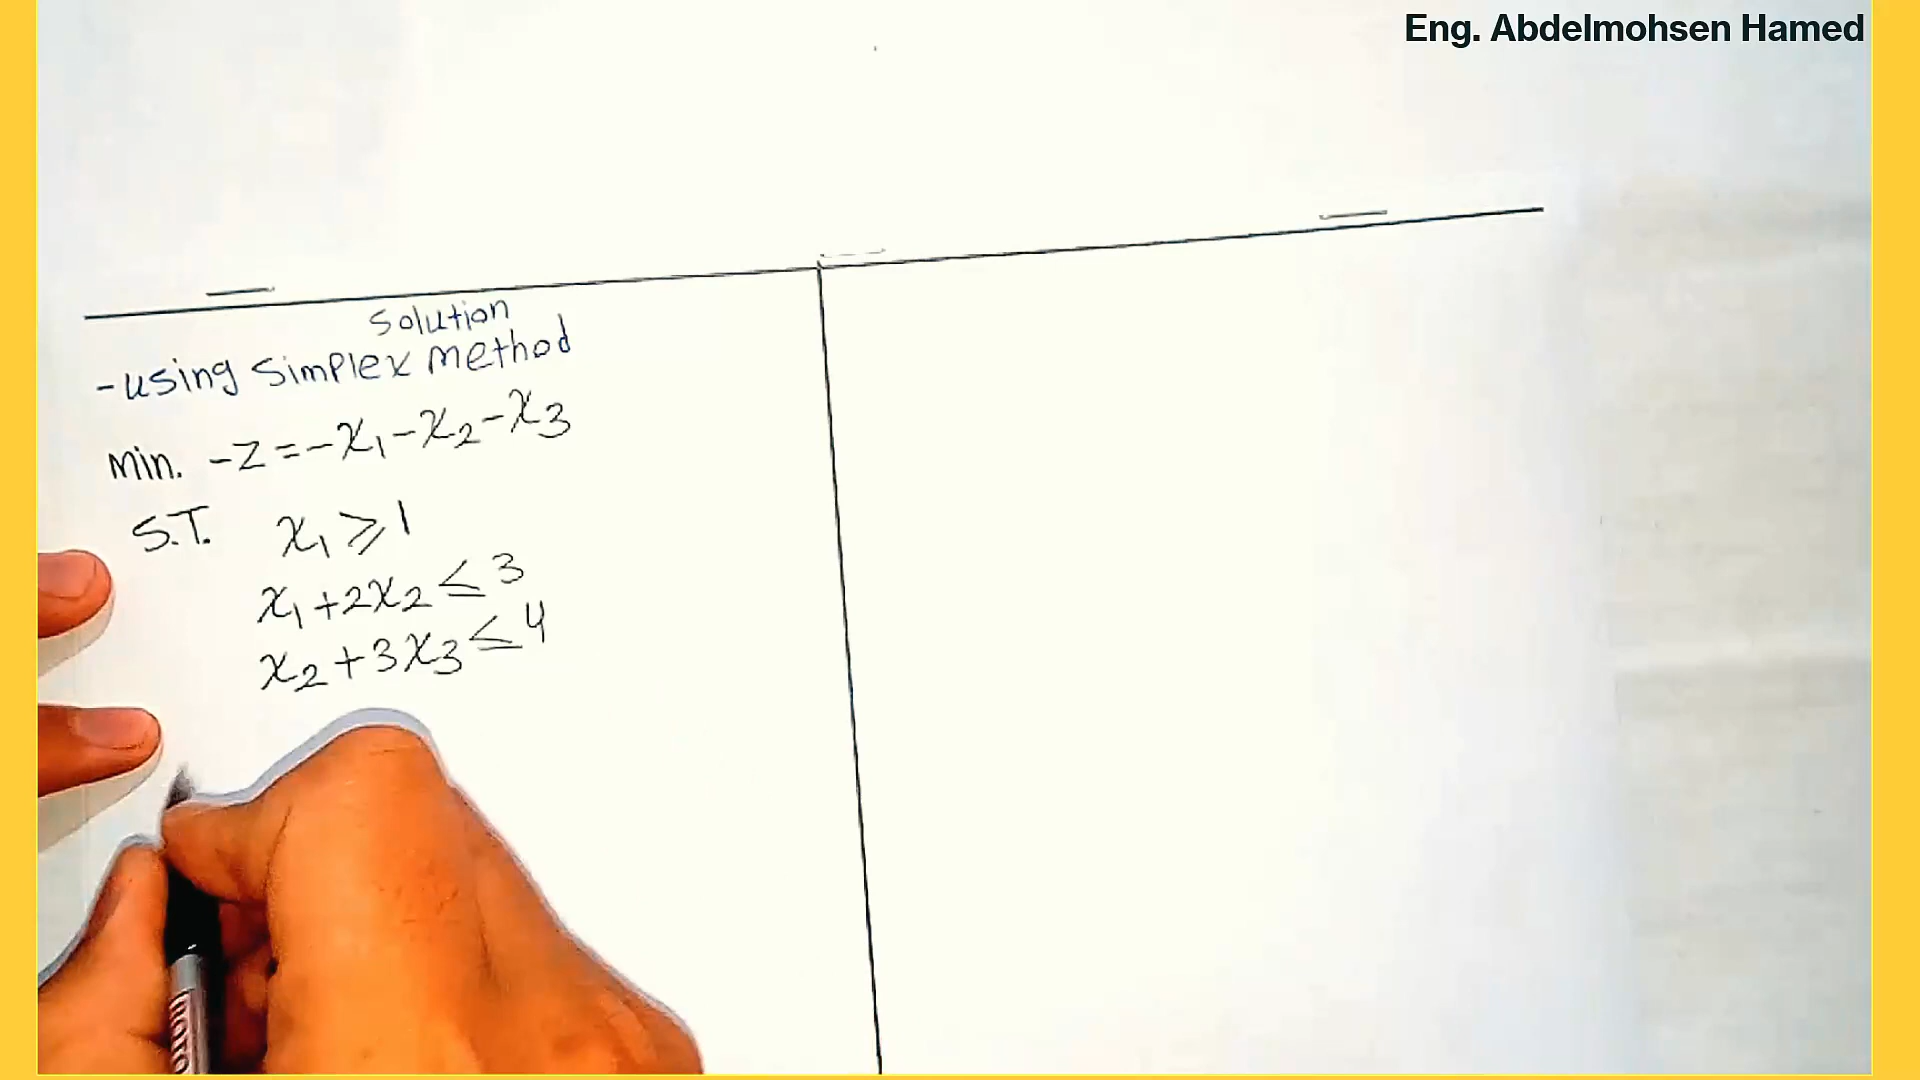 Eng. Abdelmohsen Hamed
Solution
-using Simplex Method
Min. -Z=-x₁-x₂-x₃
S.T. x₁⩾1
x₁+2x₂≤3
x₂+3x₃≤4